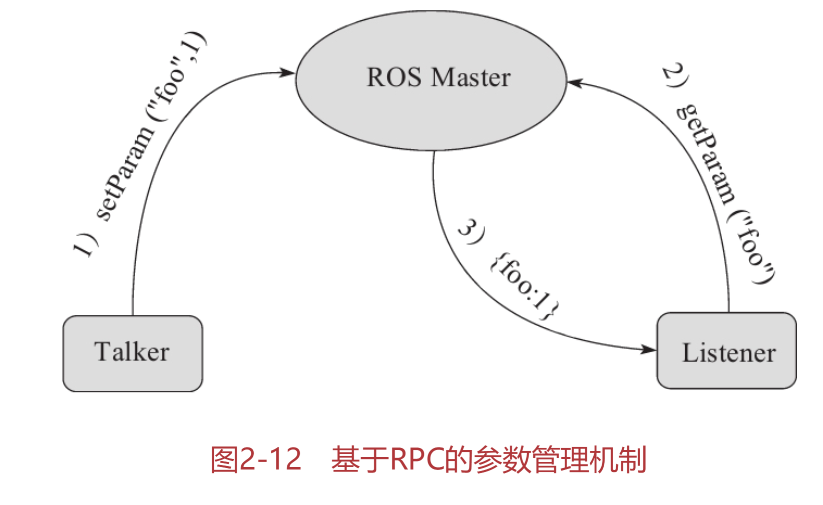 ROS Master
1）setParam ("foo",1)
2）getParam ("foo")
3）{foo:1}
Talker
Listener
图2-12 基于RPC的参数管理机制